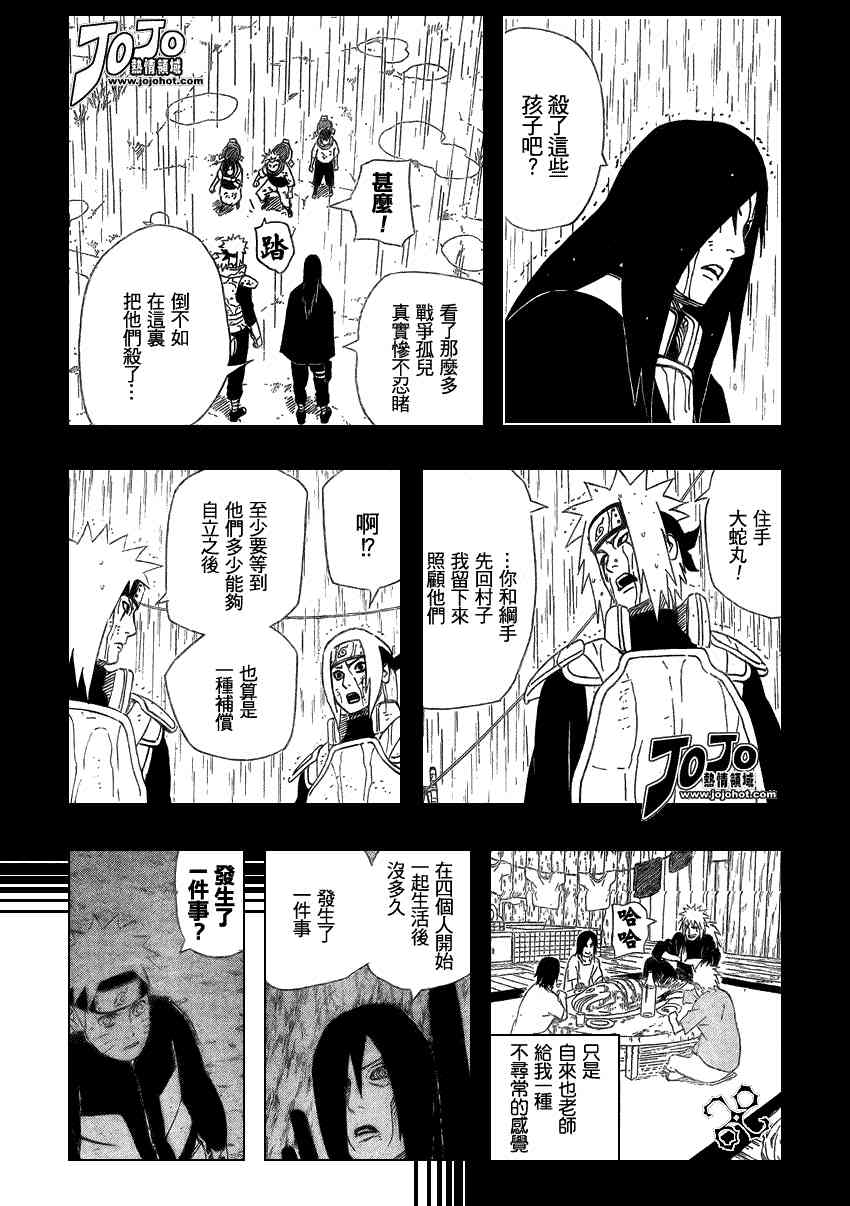 JOJO
熱情領域
www.jojohot.com
殺了這些
孩子吧？
甚麼！
踏
看了那麼多
戰爭孤兒
真實慘不忍睹
倒不如
在這裏
把他們殺了…
住手
大蛇丸！
…你和綱手
先回村子
我留下來
照顧他們
啊!?
至少要等到
他們多少能夠
自立之後
也算是
一種補償
JOJO
熱情領域
www.jojohot.com
哈
哈
只是
自來也老師
給我一種
不尋常的感覺
在四個人開始
一起生活後
沒多久
發生了
一件事
發生了
一件事？